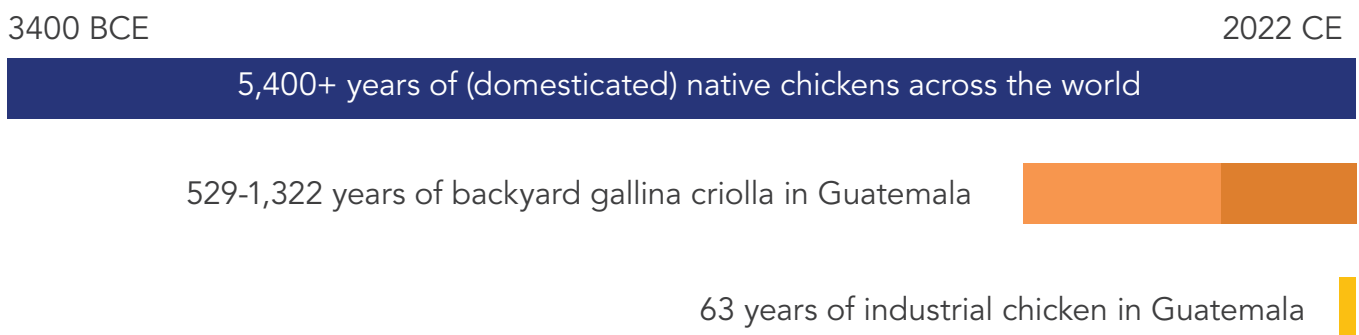 3400 BCE 2022 CE
5,400+ years of (domesticated) native chickens across the world
529-1,322 years of backyard gallina criolla in Guatemala
63 years of industrial chicken in Guatemala